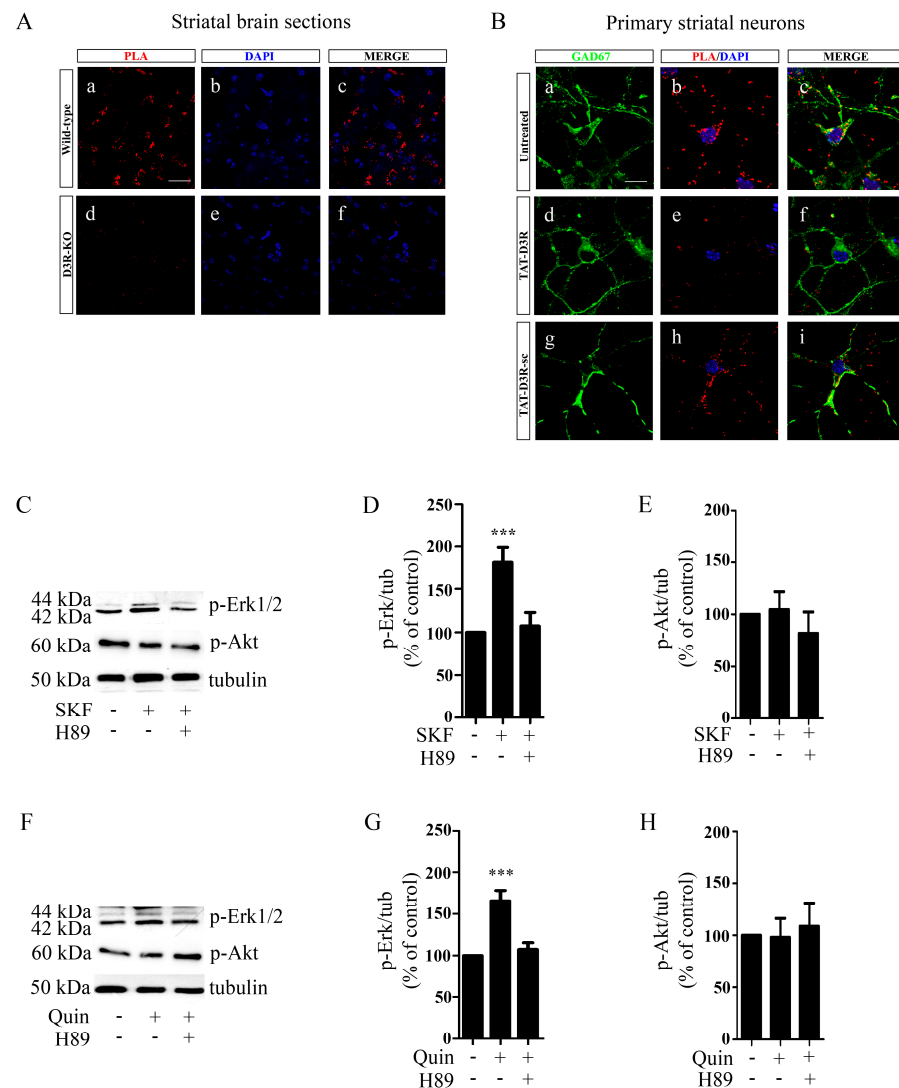 A Striatal brain sections
PLA DAPI MERGE
Wild-type
a b c
D3R-KO
d e f
B Primary striatal neurons
GAD67 PLA/DAPI MERGE
Untreated
a b c
TAT-D3R
d e f
TAT-D3R-sc
g h i
C
44 kDa
42 kDa
p-Erk1/2
60 kDa p-Akt
50 kDa tubulin
SKF - + +
H89 - - +
D
p-Erk/tub
(% of control)
250
200
150
100
50
0
***
SKF - + +
H89 - - +
E
p-Akt/tub
(% of control)
200
150
100
50
0
SKF - + +
H89 - - +
F
44 kDa
42 kDa
p-Erk1/2
60 kDa p-Akt
50 kDa tubulin
Quin - + +
H89 - - +
G
p-Erk/tub
(% of control)
250
200
150
100
50
0
***
Quin - + +
H89 - - +
H
p-Akt/tub
(% of control)
200
150
100
50
0
Quin - + +
H89 - - +